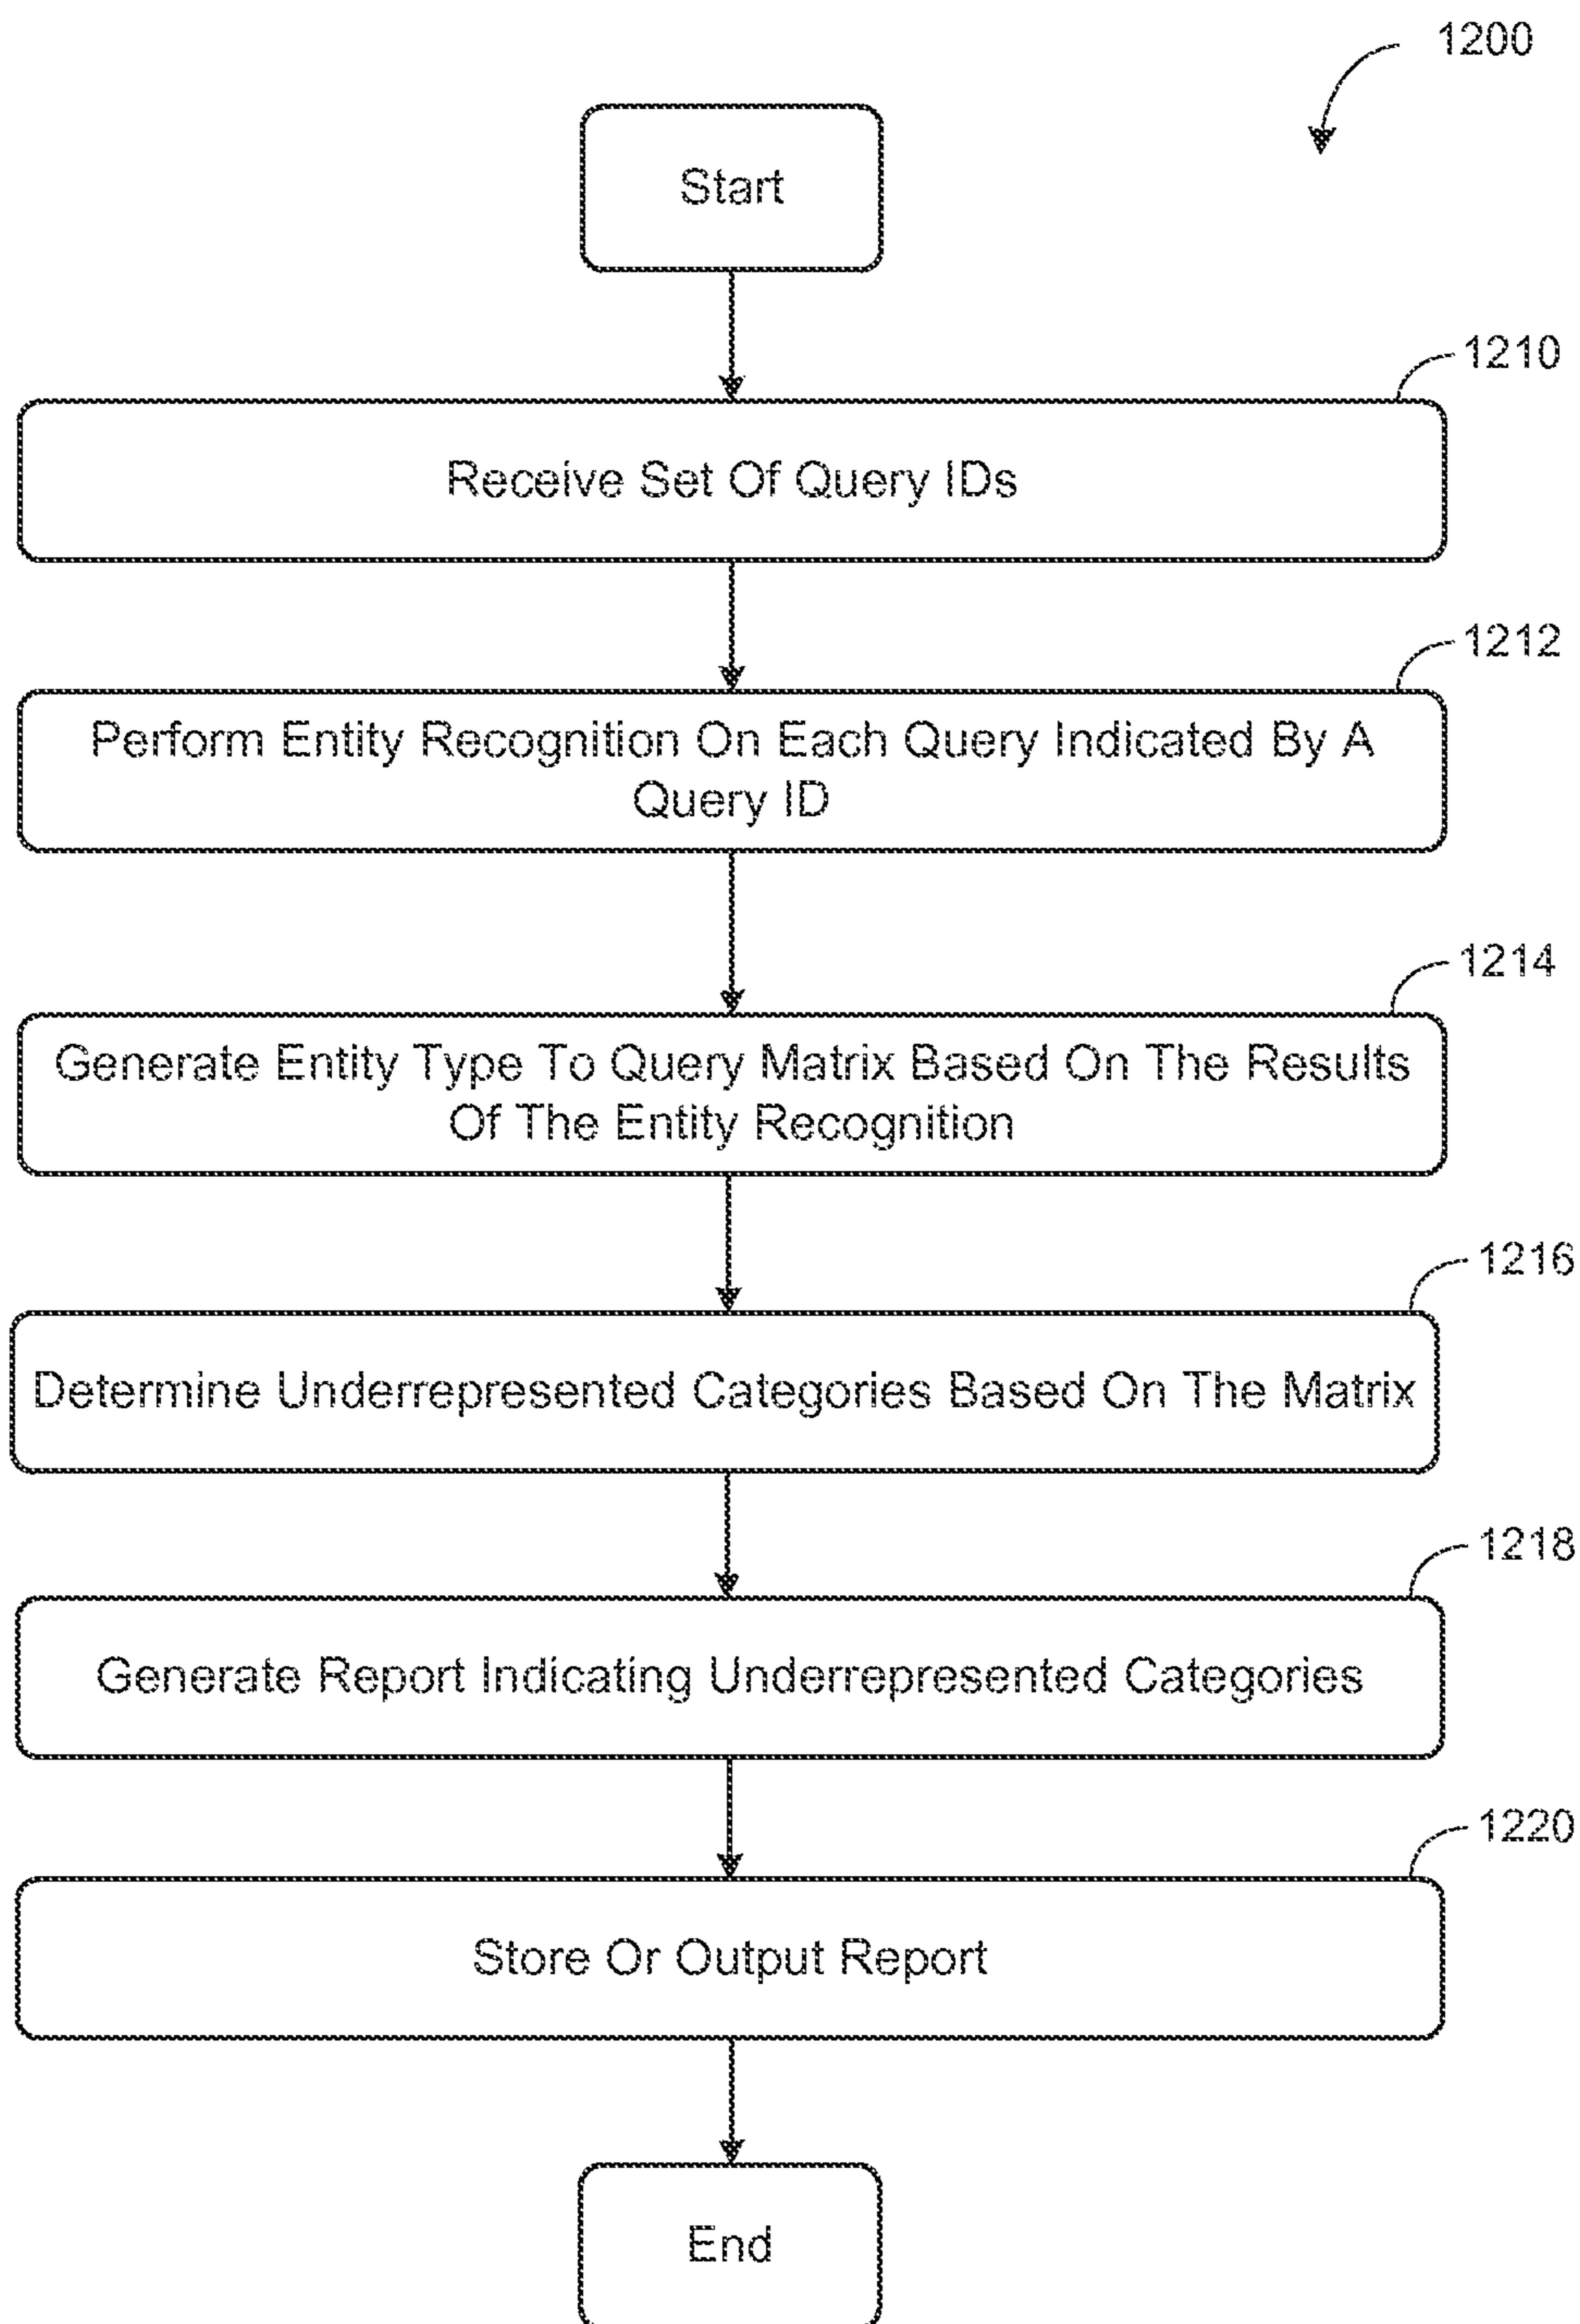 1200
Start
1210
Receive Set Of Query IDs
1212
Perform Entity Recognition On Each Query Indicated By A
Query ID
1214
Generate Entity Type To Query Matrix Based On The Results
Of The Entity Recognition
1216
Determine Underrepresented Categories Based On The Matrix
1218
Generate Report Indicating Underrepresented Categories
1220
Store Or Output Report
End